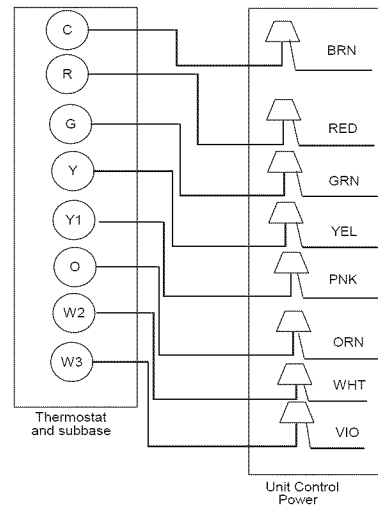 C
R
G
Y
Y1
O
W2
W3
BRN
RED
GRN
YEL
PNK
ORN
WHT
VIO
Thermostat
and subbase
Unit Control
Power